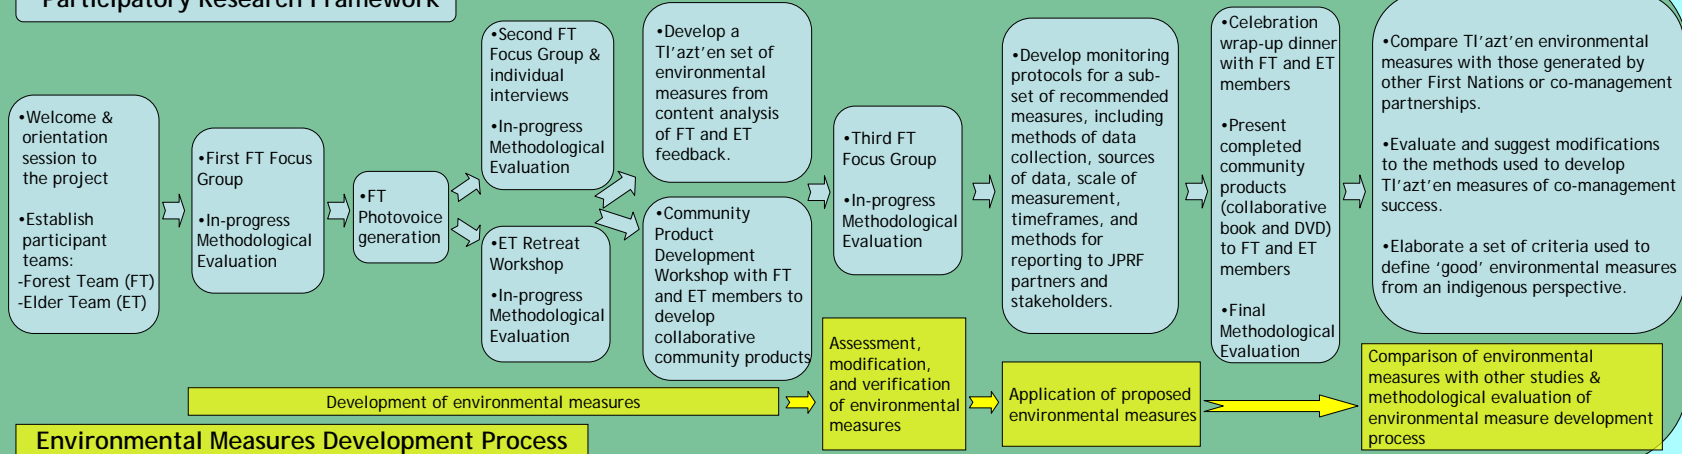 Participatory Research Framework
•Welcome &
orientation
session to
the project
•Establish
participant
teams:
-Forest Team (FT)
-Elder Team (ET)
•First FT Focus
Group
•In-progress
Methodological
Evaluation
•FT
Photovoice
generation
•Second FT
Focus Group &
individual
interviews
•In-progress
Methodological
Evaluation
•ET Retreat
Workshop
•In-progress
Methodological
Evaluation
•Develop a
Tl'azt'en set of
environmental
measures from
content analysis
of FT and ET
feedback.
•Community
Product
Development
Workshop with FT
and ET members to
develop
collaborative
community products
•Third FT
Focus Group
•In-progress
Methodological
Evaluation
•Develop monitoring
protocols for a sub-
set of recommended
measures, including
methods of data
collection, sources
of data, scale of
measurement,
timeframes, and
methods for
reporting to JPRF
partners and
stakeholders.
•Celebration
wrap-up dinner
with FT and ET
members
•Present
completed
community
products
(collaborative
book and DVD)
to FT and ET
members
•Final
Methodological
Evaluation
•Compare Tl'azt'en environmental
measures with those generated by
other First Nations or co-management
partnerships.
•Evaluate and suggest modifications
to the methods used to develop
Tl'azt'en measures of co-management
success.
•Elaborate a set of criteria used to
define 'good' environmental measures
from an indigenous perspective.
Development of environmental measures
Assessment,
modification,
and verification
of environmental
measures
Application of proposed
environmental measures
Comparison of environmental
measures with other studies &
methodological evaluation of
environmental measure development
process
Environmental Measures Development Process